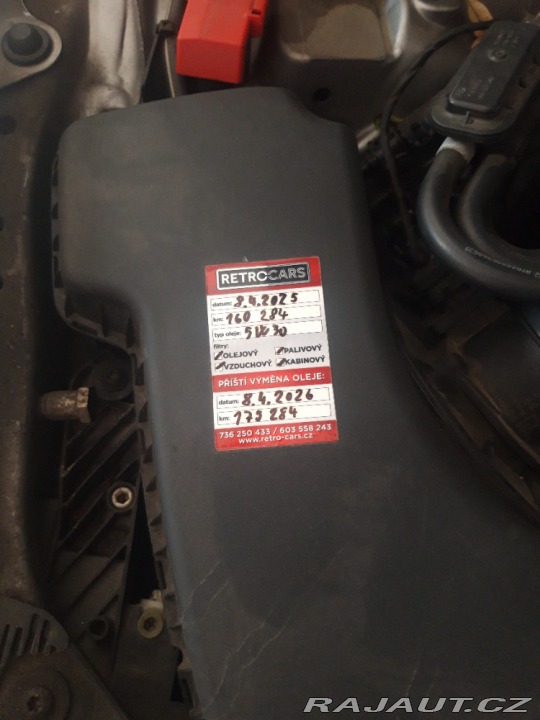 RETROCARS
datum: 8.4.2025
km: 160 284
typ oleje: 5W30
filtry:
OLEJOVÝ PALIVOVÝ
VZDUCHOVÝ KABINOVÝ
PŘÍŠTÍ VÝMĚNA OLEJE:
datum: 8.4.2026
km: 175 284
736 250 433 / 603 558 243
www.retro-cars.cz
RAJAUT.CZ